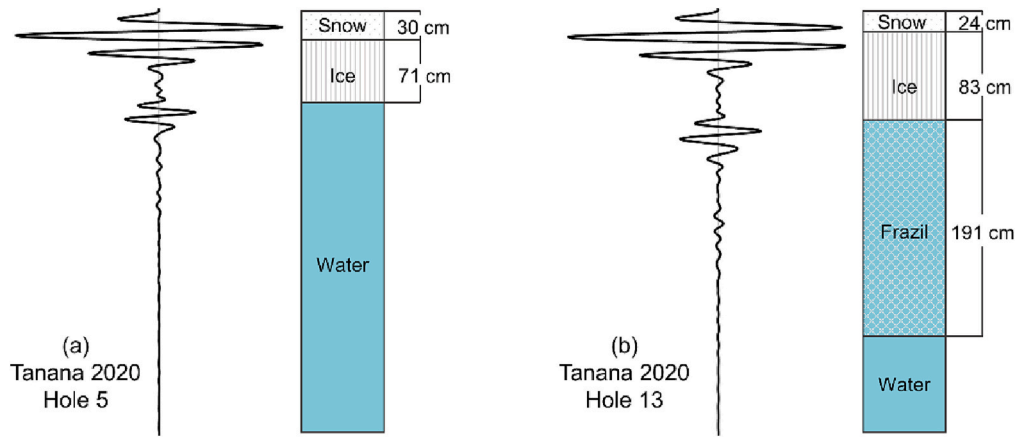 Snow
30 cm
Ice
71 cm
Water
(a)
Tanana 2020
Hole 5
Snow
24 cm
Ice
83 cm
Frazil
191 cm
Water
(b)
Tanana 2020
Hole 13